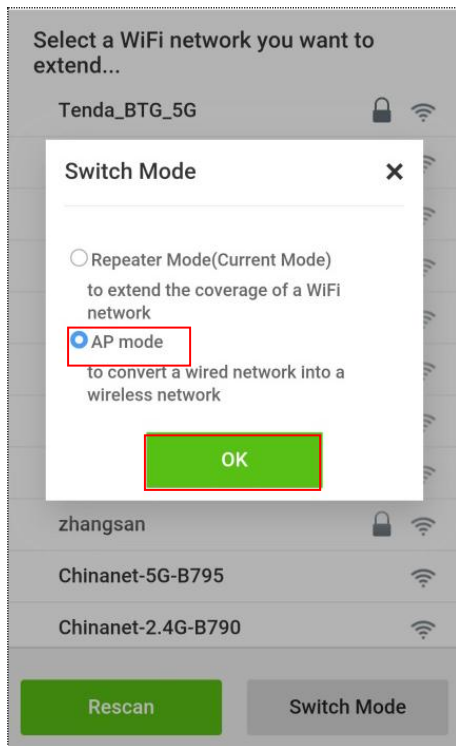 Select a WiFi network you want to
extend...
Tenda_BTG_5G
Switch Mode
Repeater Mode(Current Mode)
to extend the coverage of a WiFi
network
AP mode
to convert a wired network into a
wireless network
OK
zhangsan
Chinanet-5G-B795
Chinanet-2.4G-B790
Rescan
Switch Mode